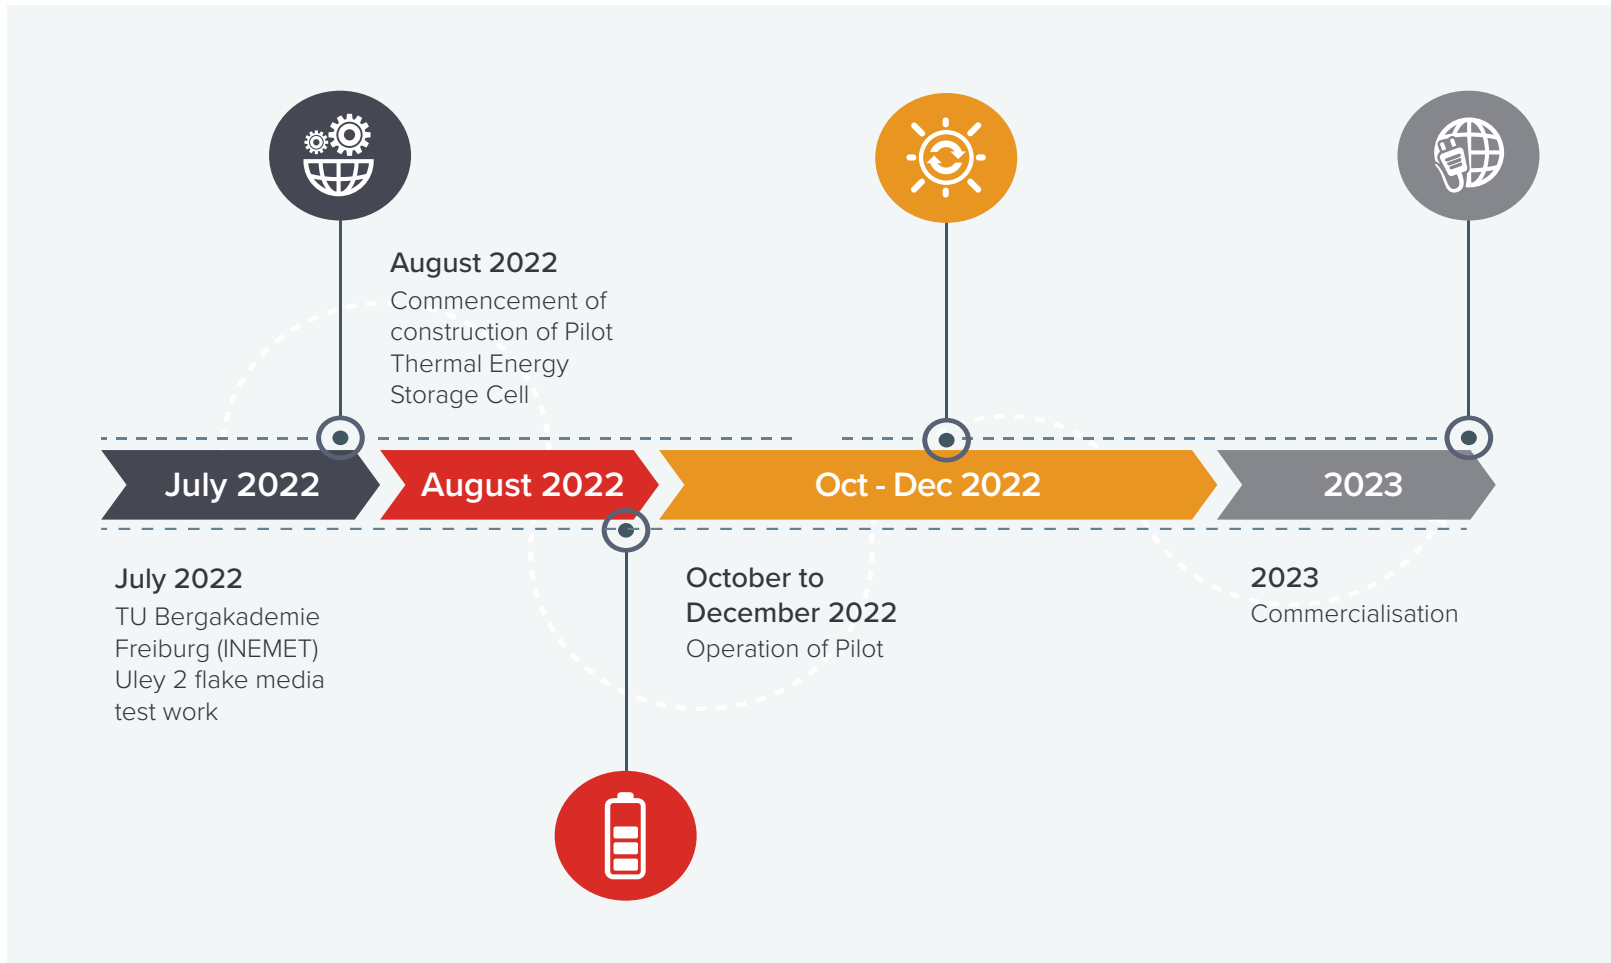 August 2022
Commencement of
construction of Pilot
Thermal Energy
Storage Cell
July 2022
August 2022
Oct - Dec 2022
2023
July 2022
TU Bergakademie
Freiburg (INEMET)
Uley 2 flake media
test work
October to
December 2022
Operation of Pilot
2023
Commercialisation